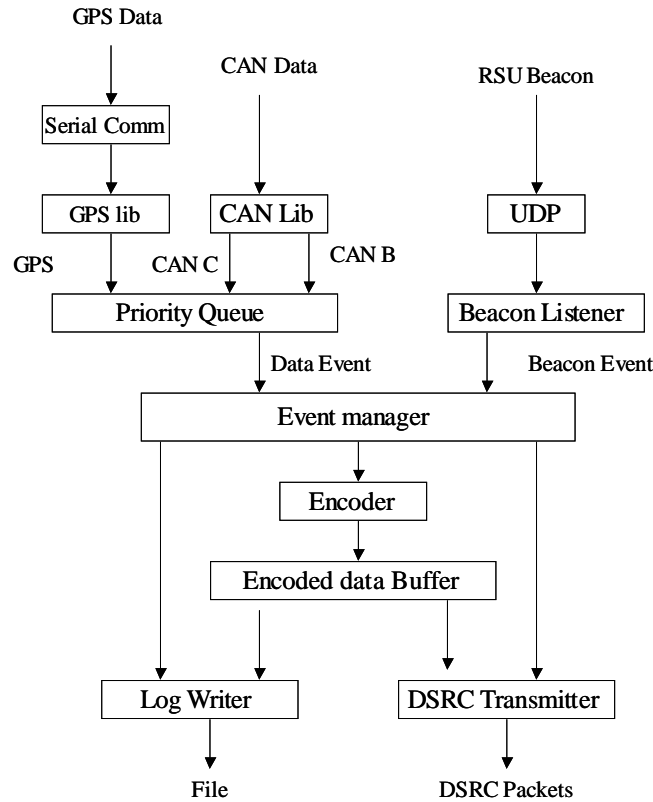 GPS Data
CAN Data
RSU Beacon
Serial Comm
GPS lib
CAN Lib
UDP
GPS
CAN C
CAN B
Priority Queue
Beacon Listener
Data Event
Beacon Event
Event manager
Encoder
Encoded data Buffer
Log Writer
DSRC Transmitter
File
DSRC Packets